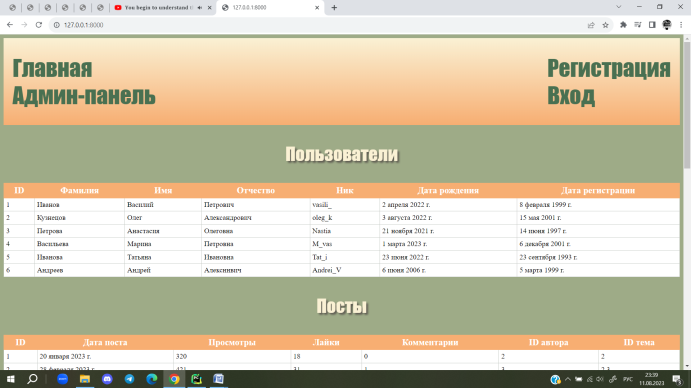 You begin to understand t
127.0.0.1:8000
127.0.0.1:8000
Главная
Регистрация
Админ-панель
Вход
Пользователи
ID Фамилия Имя Отчество Ник Дата рождения Дата регистрации
1 Иванов Василий Петрович vasili_ 2 апреля 2022 г. 8 февраля 1999 г.
2 Кузнецов Олег Александрович oleg_k 3 августа 2022 г. 15 мая 2001 г.
3 Петрова Анастасия Олеговна Nastia 21 ноября 2021 г. 14 июня 1997 г.
4 Васильева Марина Петровна M_vas 1 марта 2023 г. 6 декабря 2001 г.
5 Иванова Татьяна Ивановна Tat_i 23 июня 2022 г. 23 сентября 1993 г.
6 Андреев Андрей Алексеевич Andrei_V 6 июня 2006 г. 5 марта 1999 г.
Посты
ID Дата поста Просмотры Лайки Комментарии ID автора ID тема
1 20 января 2023 г. 320 18 0 2 2
2 28 февраля 2023 г. 421 31 1 3 2,3
РУС
23:39
11.08.2023